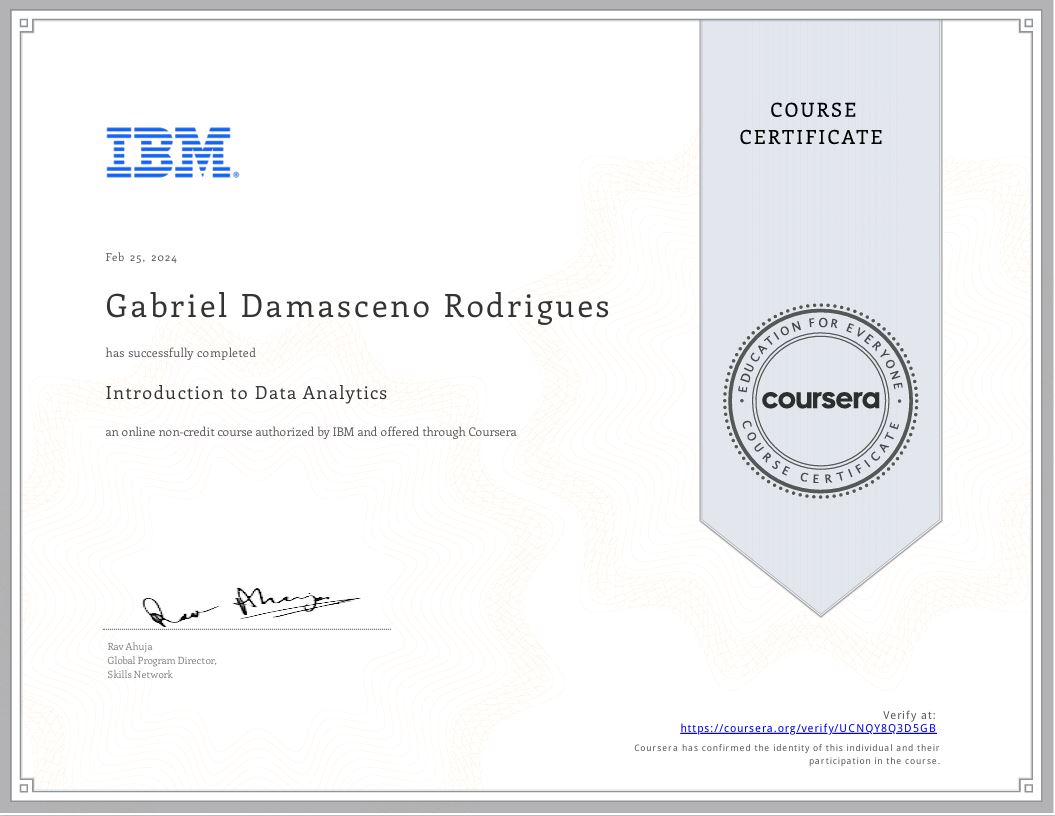 COURSE
CERTIFICATE
IBM®
Feb 25, 2024
Gabriel Damasceno Rodrigues
has successfully completed
Introduction to Data Analytics
an online non-credit course authorized by IBM and offered through Coursera
EDUCATION FOR EVERYONE
coursera
COURSE CERTIFICATE
Rav Ahuja
Rav Ahuja
Global Program Director,
Skills Network
Verify at:
https://coursera.org/verify/UCNQY8Q3D5GB
Coursera has confirmed the identity of this individual and their
participation in the course.